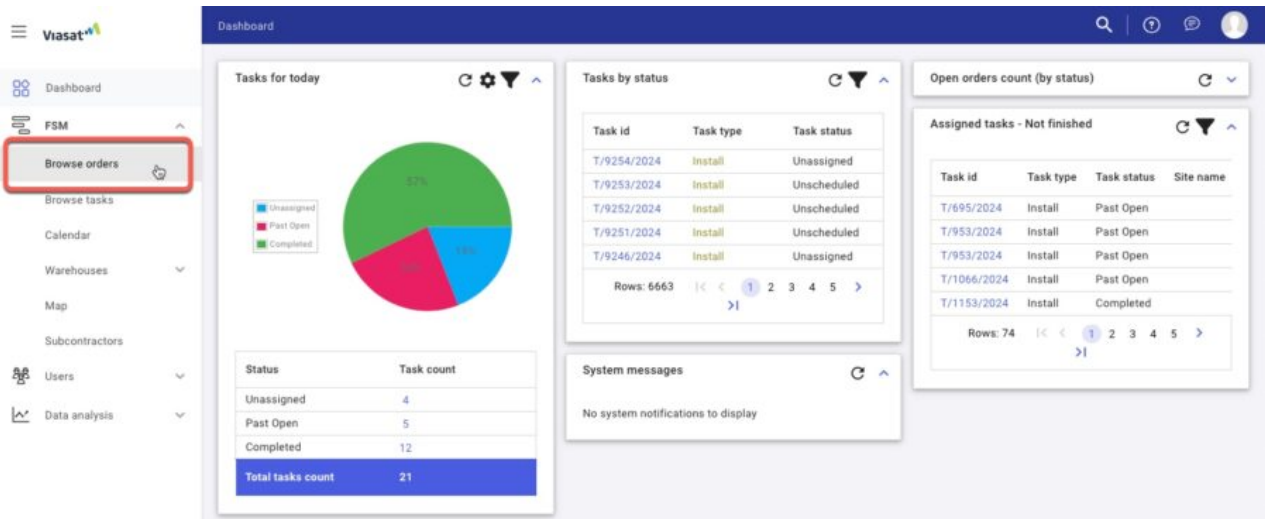 Viasat
Dashboard
Dashboard
FSM
Browse orders
Browse tasks
Calendar
Warehouses
Map
Subcontractors
Users
Data analysis
Tasks for today
57%
Unassigned
Past Open
Completed
Status Task count
Unassigned 4
Past Open 5
Completed 12
Total tasks count 21
Tasks by status
Task id Task type Task status
T/9254/2024 Install Unassigned
T/9253/2024 Install Unscheduled
T/9252/2024 Install Unscheduled
T/9251/2024 Install Unscheduled
T/9246/2024 Install Unassigned
Rows: 6663 |< < 1 2 3 4 5 >
>|
System messages
No system notifications to display
Open orders count (by status)
Assigned tasks - Not finished
Task id Task type Task status Site name
T/695/2024 Install Past Open
T/953/2024 Install Past Open
T/953/2024 Install Past Open
T/1066/2024 Install Past Open
T/1153/2024 Install Completed
Rows: 74 |< < 1 2 3 4 5 >
>|